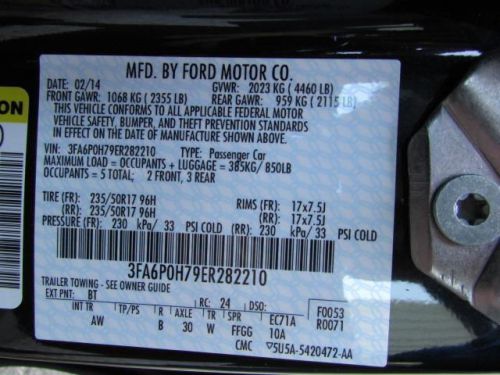 MFD. BY FORD MOTOR CO.
DATE: 02/14 GVWR: 2023 KG ( 4460 LB)
FRONT GAWR: 1068 KG ( 2355 LB) REAR GAWR: 959 KG ( 2115 LB)
THIS VEHICLE CONFORMS TO ALL APPLICABLE FEDERAL MOTOR
VEHICLE SAFETY, BUMPER, AND THEFT PREVENTION STANDARDS
IN EFFECT ON THE DATE OF MANUFACTURE SHOWN ABOVE.
VIN: 3FA6P0H79ER282210 TYPE: Passenger Car
MAXIMUM LOAD = OCCUPANTS + LUGGAGE = 385KG/ 850LB
OCCUPANTS = 5 TOTAL; 2 FRONT, 3 REAR
TIRE (FR): 235/50R17 96H RIMS (FR): 17x7.5J
(RR): 235/50R17 96H (RR): 17x7.5J
PRESSURE (FR): 230 kPa/ 33 PSI COLD (RR): 230 kPa/ 33 PSI COLD
3FA6P0H79ER282210
TRAILER TOWING - SEE OWNER GUIDE
EXT PNT: BT RC: 24 DSO: F0053
INT TR TP/PS R AXLE TR SPR EC71A R0071
AW B 30 W FFGG 10A
CMC 5U5A-5420472-AA